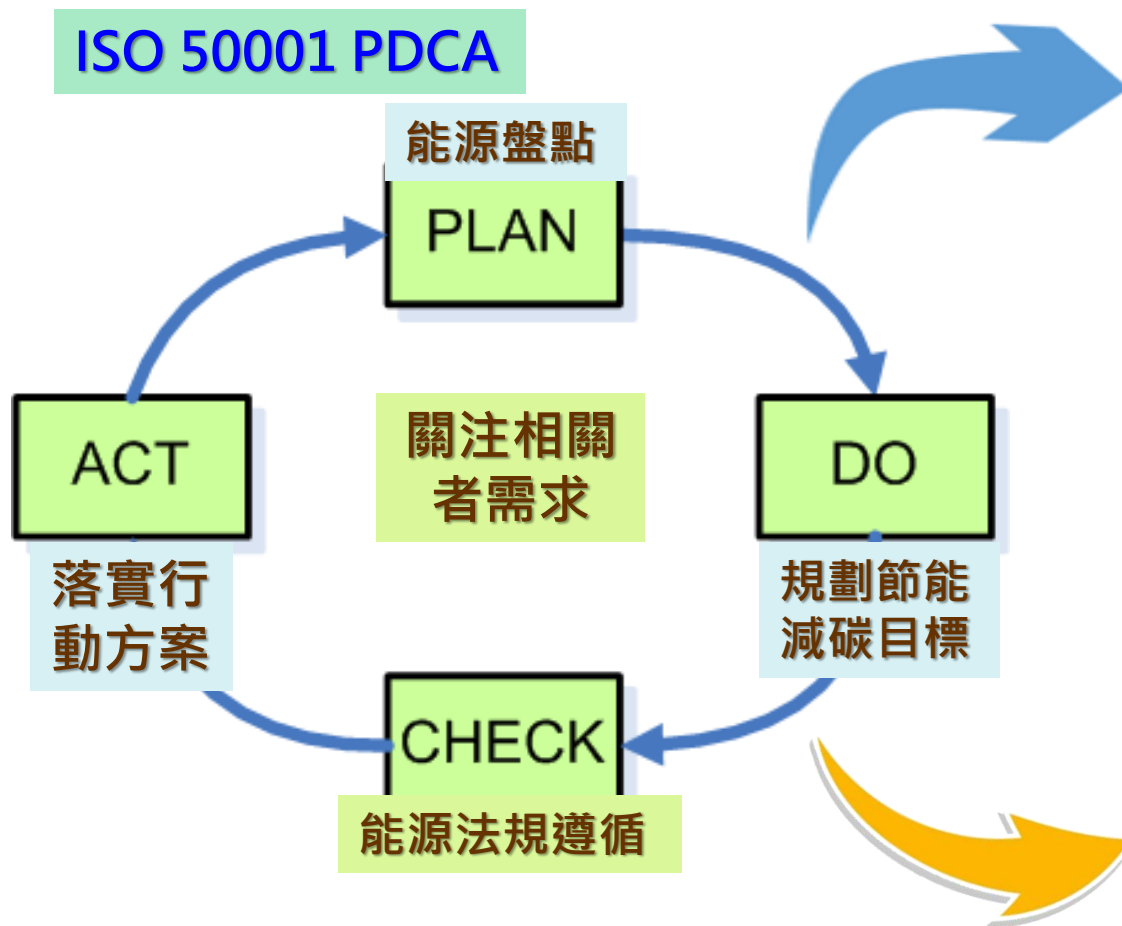 ISO 50001 PDCA
能源盤點
PLAN
ACT
關注相關
者需求
DO
落實行
動方案
規劃節能
減碳目標
CHECK
能源法規遵循